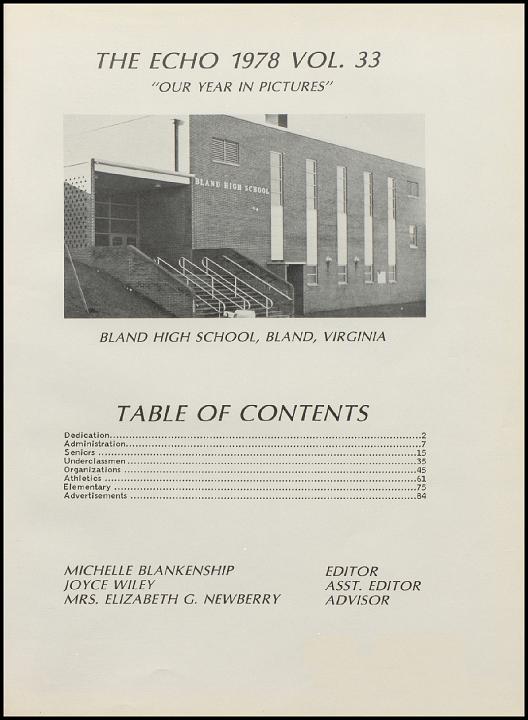 THE ECHO 1978 VOL. 33
"OUR YEAR IN PICTURES"
BLAND HIGH SCHOOL
BLAND HIGH SCHOOL, BLAND, VIRGINIA
TABLE OF CONTENTS
Dedication....2
Administration....7
Seniors ....15
Underclassmen....35
Organizations ....45
Athletics ....61
Elementary ....75
Advertisements ....84
MICHELLE BLANKENSHIP EDITOR
JOYCE WILEY ASST. EDITOR
MRS. ELIZABETH G. NEWBERRY ADVISOR